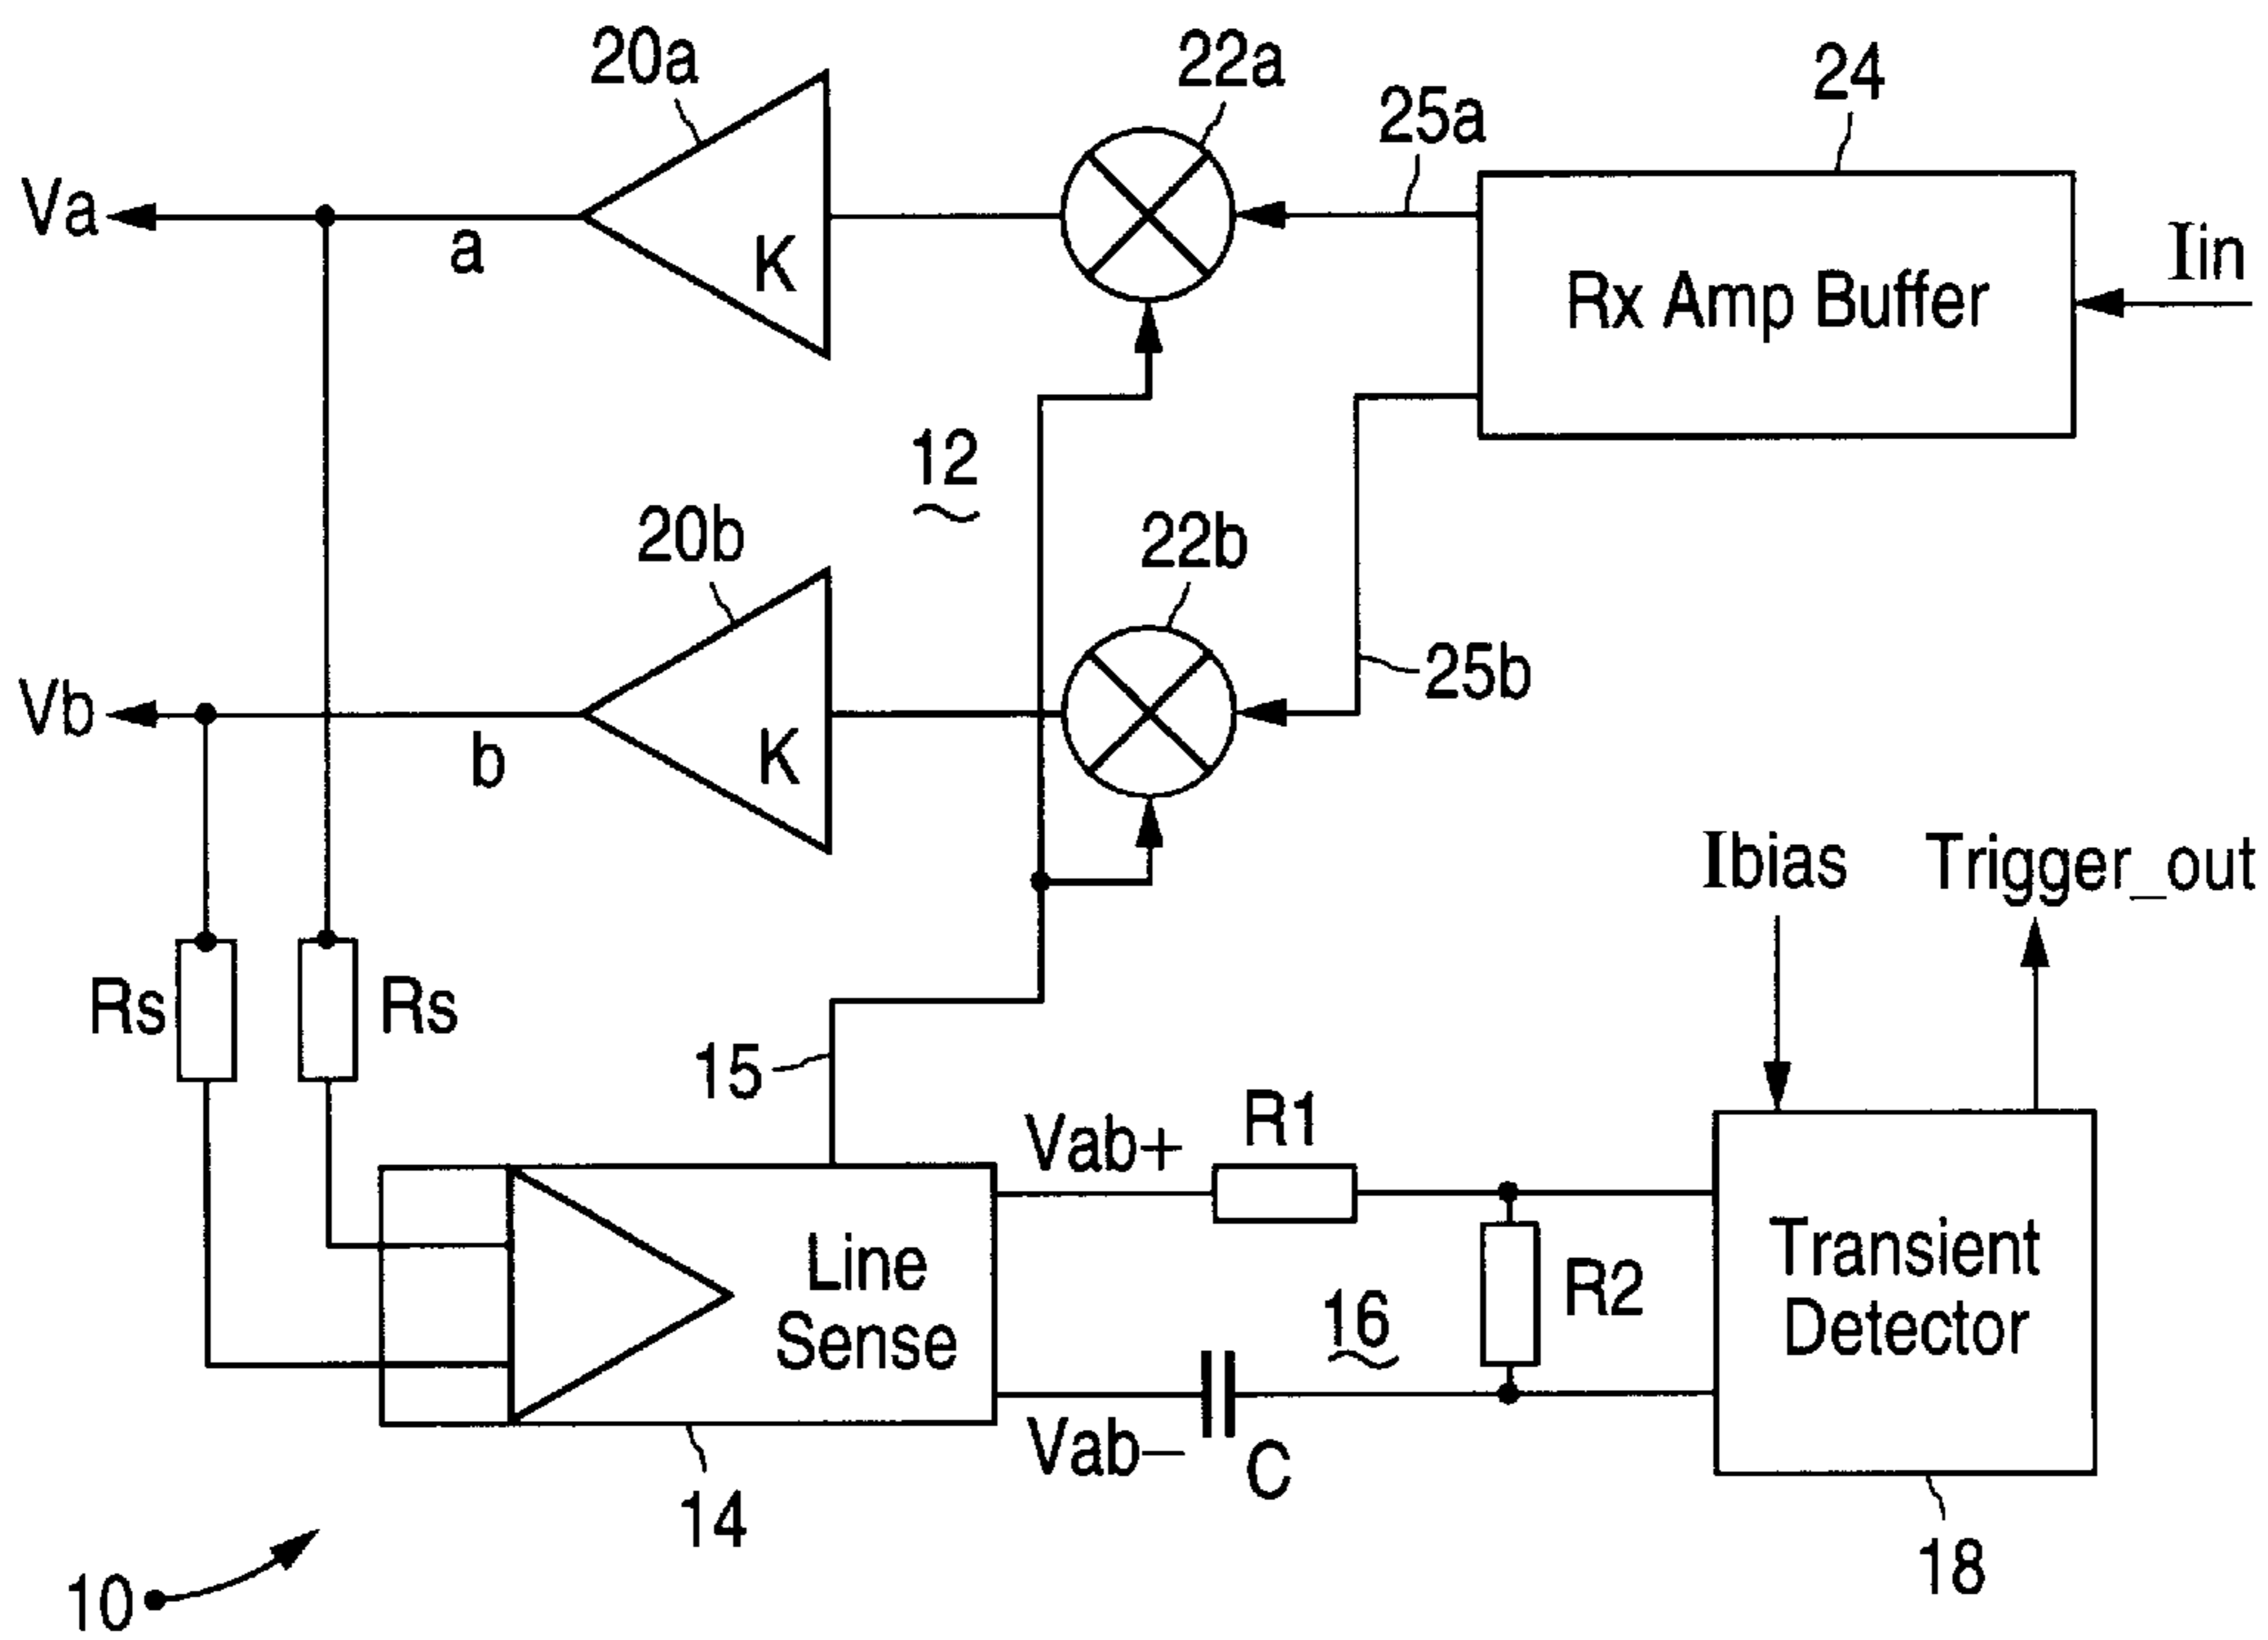 20a
22a
24
25a
Va
a
K
Rx Amp Buffer
Iin
12
20b
22b
25b
Vb
b
K
Ibias
Trigger_out
Rs
Rs
15
Vab+
R1
Line
Sense
16
R2
Transient
Detector
Vab–
C
14
18
10